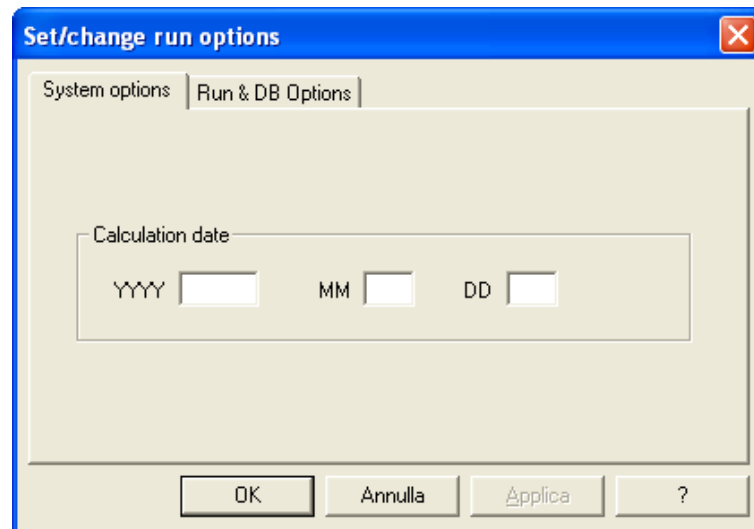 Set/change run options
System options Run & DB Options
Calculation date
YYYY MM DD
OK Annulla Applica ?